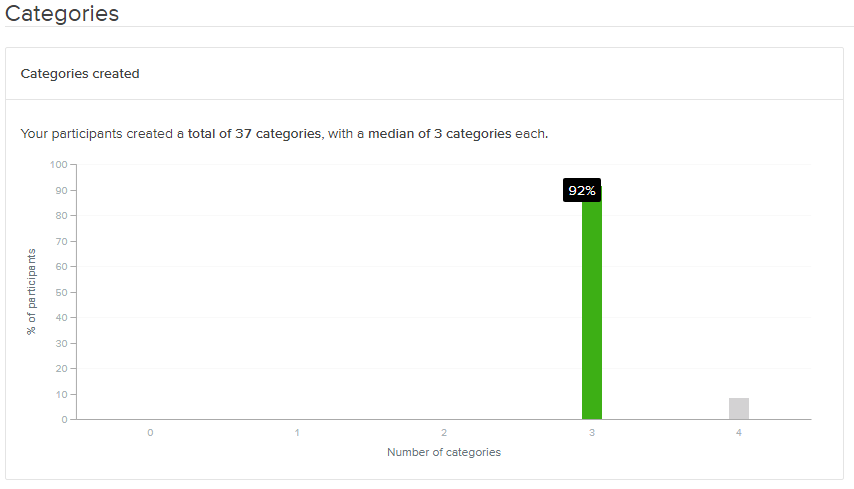 Categories
Categories created
Your participants created a total of 37 categories, with a median of 3 categories each.
100
90
80
70
60
50
40
30
20
10
0
% of participants
92%
0 1 2 3 4
Number of categories